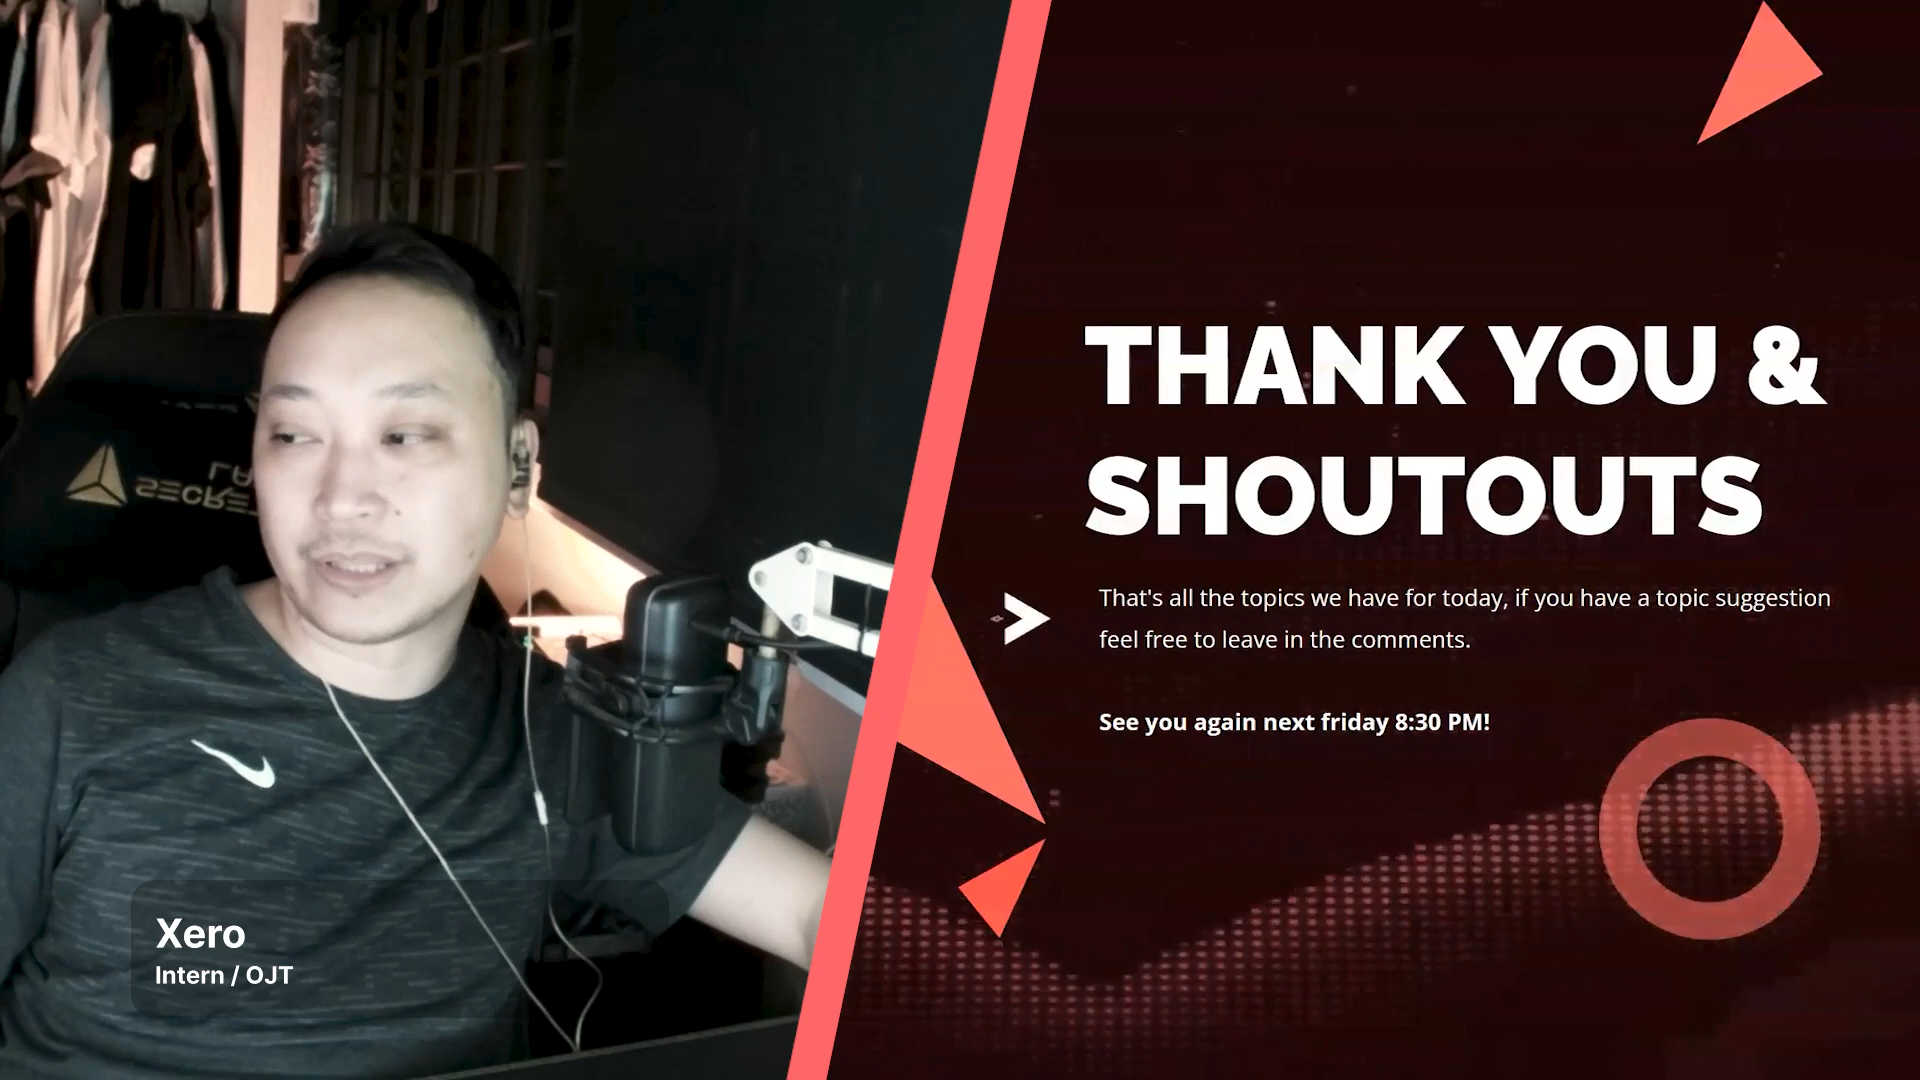 THANK YOU &
SHOUTOUTS
That's all the topics we have for today, if you have a topic suggestion
feel free to leave in the comments.
See you again next friday 8:30 PM!
Xero
Intern / OJT